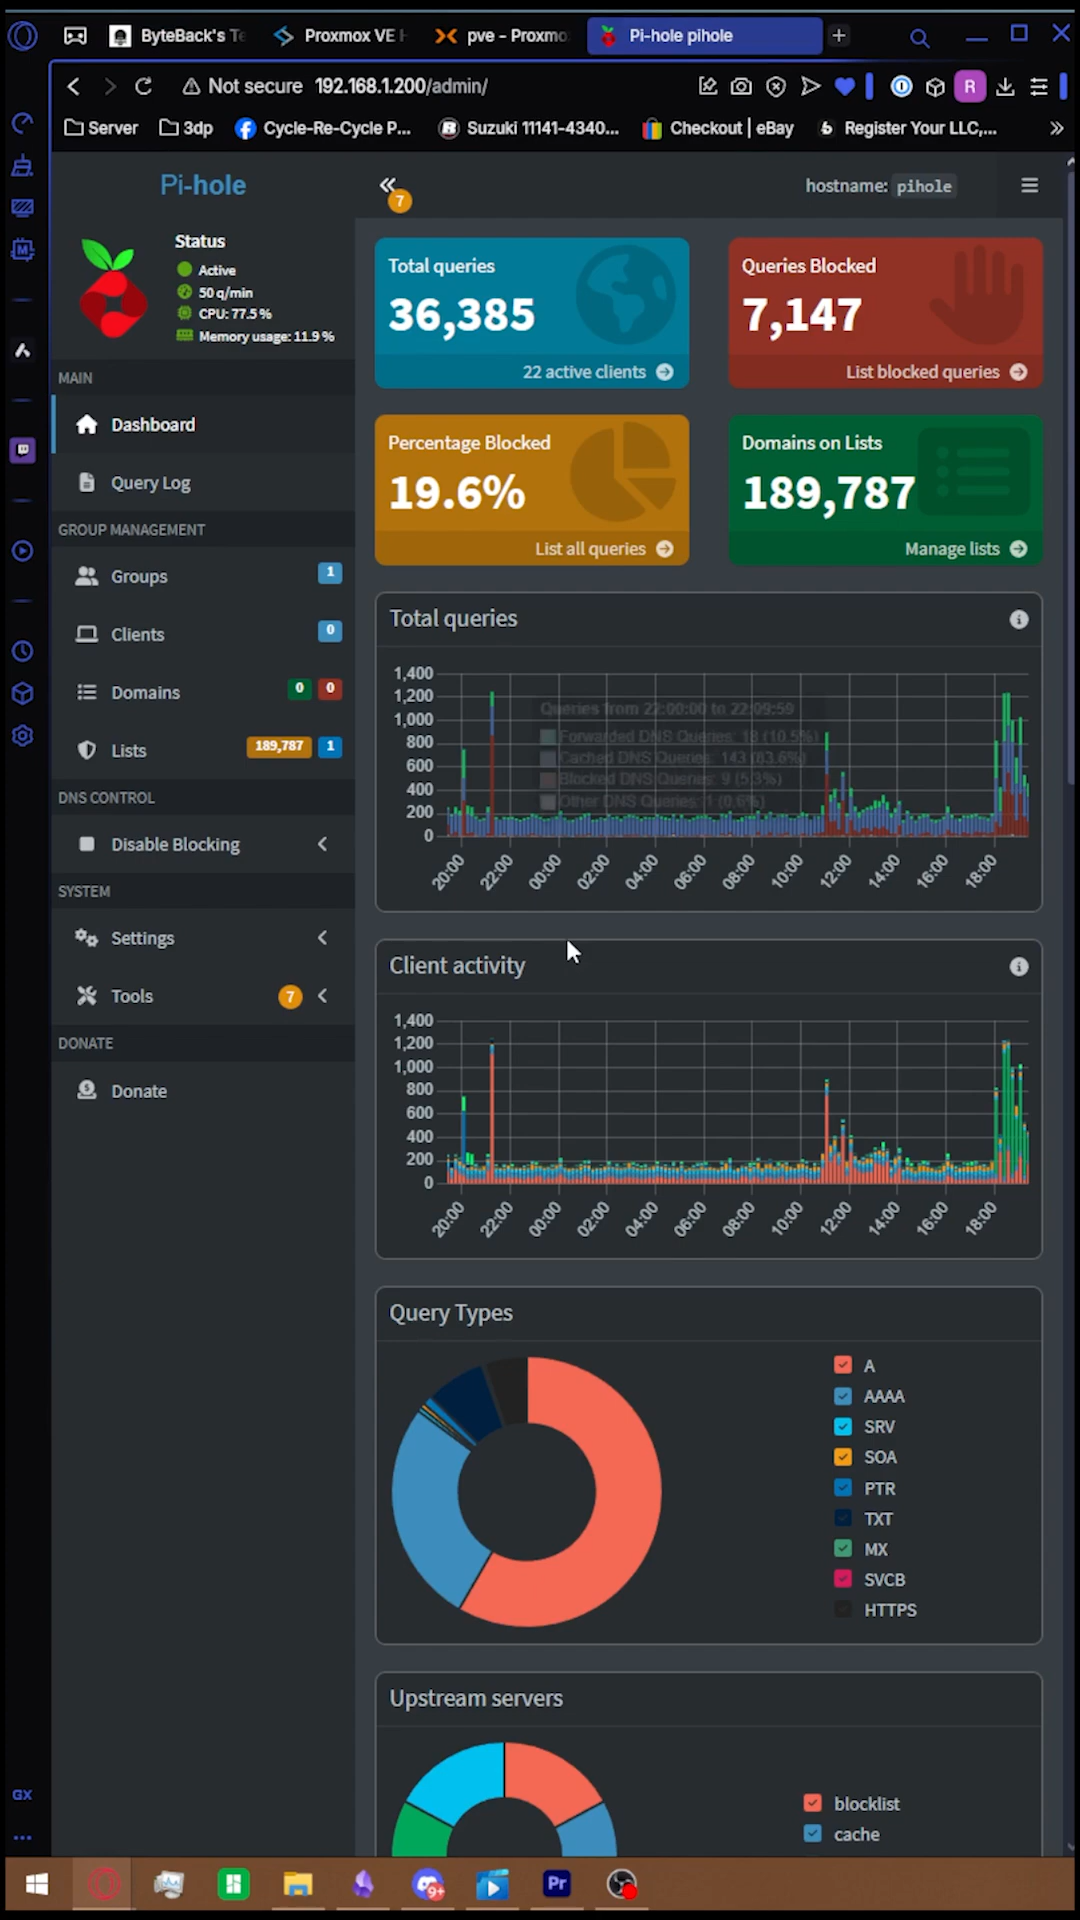 ByteBack's Te
Proxmox VE H
pve - Proxmo
Pi-hole pihole
Not secure 192.168.1.200/admin/
R
Server
3dp
Cycle-Re-Cycle P...
Suzuki 11141-4340...
Checkout | eBay
Register Your LLC,...
Pi-hole
7
hostname: pihole
Status
Active
50 q/min
CPU: 77.5 %
Memory usage: 11.9 %
MAIN
Dashboard
Query Log
GROUP MANAGEMENT
Groups 1
Clients 0
Domains 0 0
Lists 189,787 1
DNS CONTROL
Disable Blocking
SYSTEM
Settings
Tools 7
DONATE
Donate
Total queries
36,385
22 active clients
Queries Blocked
7,147
List blocked queries
Percentage Blocked
19.6%
List all queries
Domains on Lists
189,787
Manage lists
Total queries
1,400
1,200
1,000
800
600
400
200
0
Queries from 22:00:00 to 22:09:59
Forwarded DNS Queries: 18 (10.5%)
Cached DNS Queries: 143 (83.6%)
Blocked DNS Queries: 9 (5.3%)
Other DNS Queries: 1 (0.6%)
20:00 22:00 00:00 02:00 04:00 06:00 08:00 10:00 12:00 14:00 16:00 18:00
Client activity
1,400
1,200
1,000
800
600
400
200
0
20:00 22:00 00:00 02:00 04:00 06:00 08:00 10:00 12:00 14:00 16:00 18:00
Query Types
A
AAAA
SRV
SOA
PTR
TXT
MX
SVCB
HTTPS
Upstream servers
blocklist
cache
GX
9+
Pr